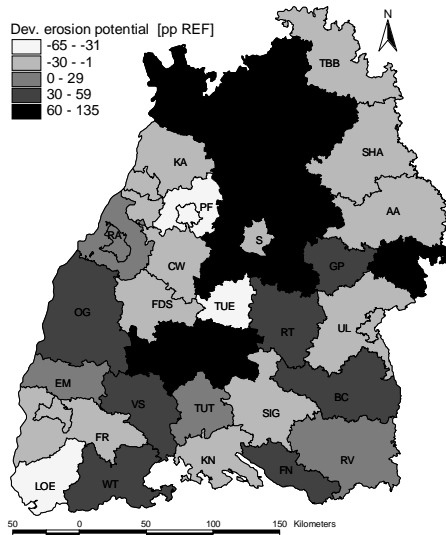 Dev. erosion potential [pp REF]
-65 - -31
-30 - -1
0 - 29
30 - 59
60 - 135
N
TBB
KA
SHA
PF
AA
RA
S
CW
GP
OG
FDS
TUE
RT
UL
EM
VS
TUT
SIG
BC
FR
KN
RV
LOE
WT
FN
50 0 50 100 150 Kilometers